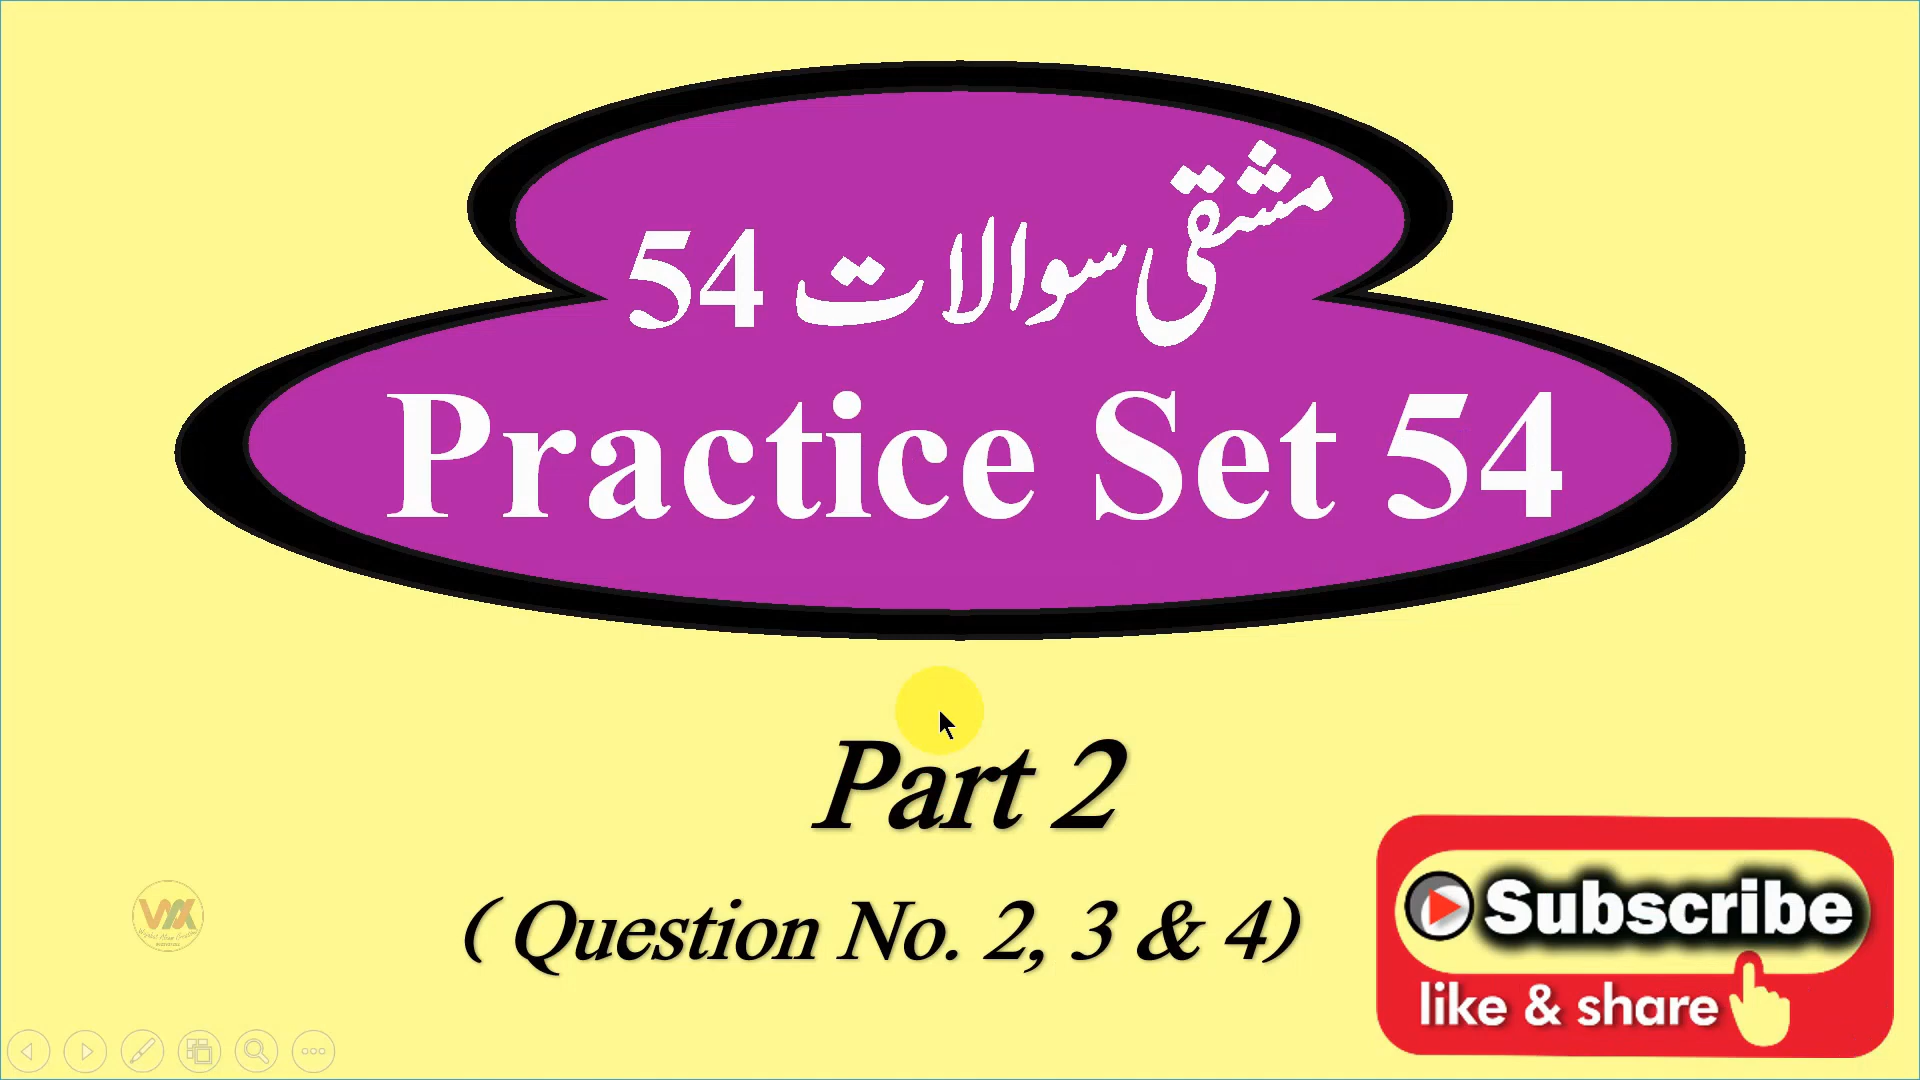 مشقی سوالات 54
Practice Set 54
Part 2
( Question No. 2, 3 & 4)
Subscribe
like & share